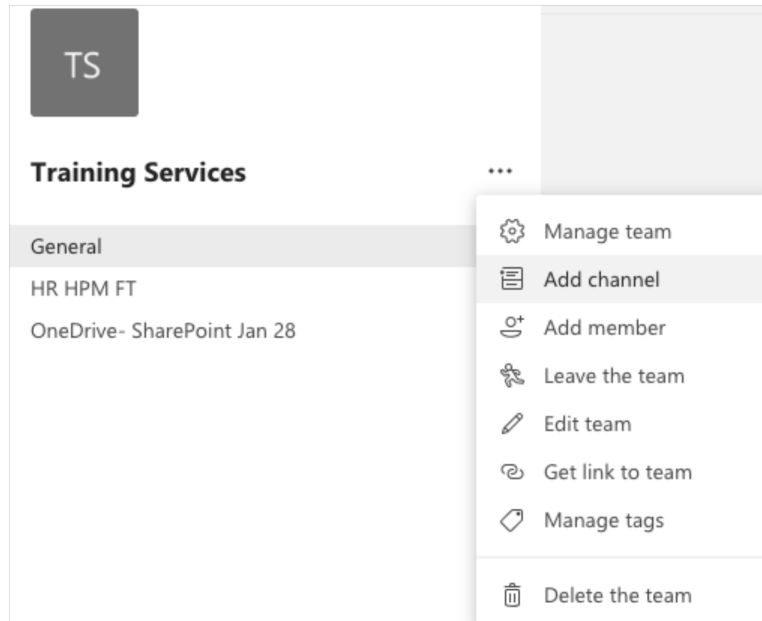 TS
Training Services
General
HR HPM FT
OneDrive- SharePoint Jan 28
Manage team
Add channel
Add member
Leave the team
Edit team
Get link to team
Manage tags
Delete the team